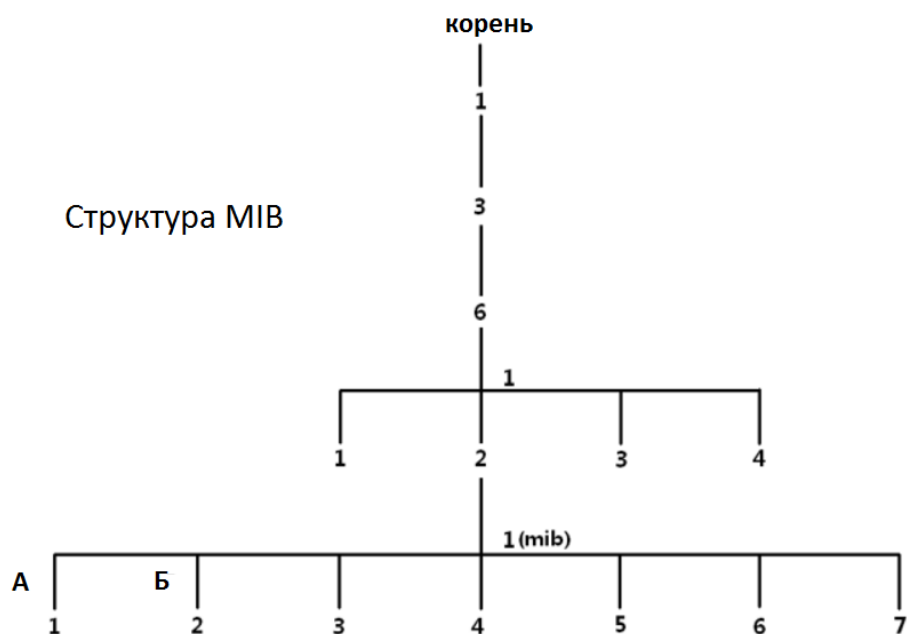 корень
1
3
Структура MIB
6
1
1 2 3 4
1 (mib)
А Б
1 2 3 4 5 6 7